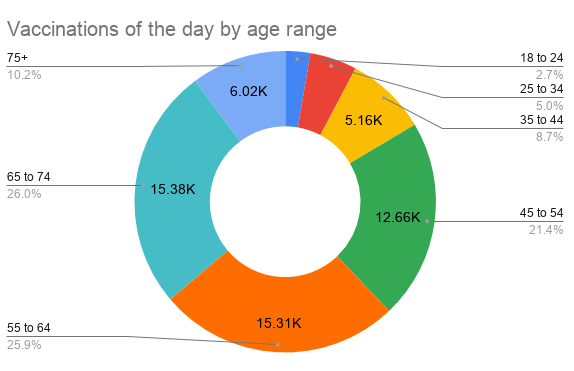 Vaccinations of the day by age range
75+
10.2%
18 to 24
2.7%
25 to 34
5.0%
35 to 44
8.7%
6.02K
5.16K
65 to 74
26.0%
15.38K
12.66K
45 to 54
21.4%
15.31K
55 to 64
25.9%